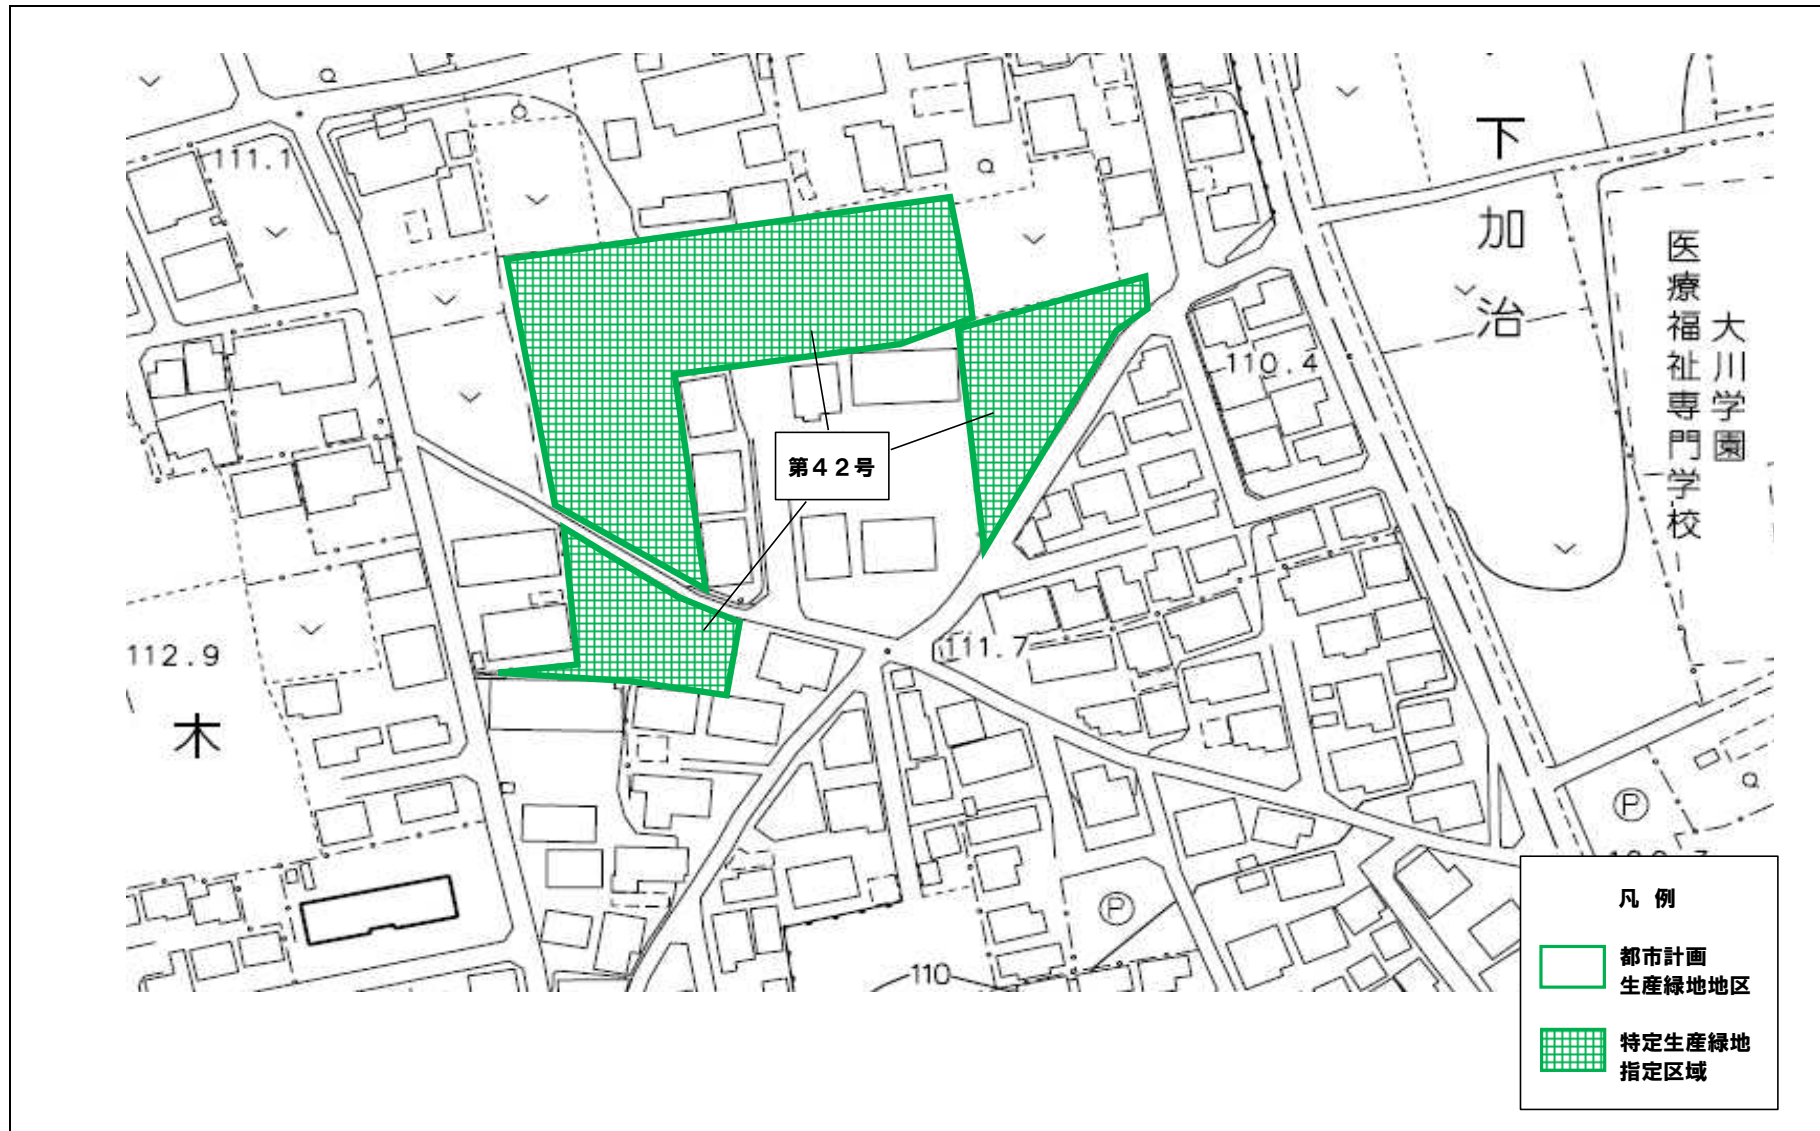 111.1
下加治
医療福祉専門学校
大川学園
110.4
第42号
112.9
111.7
木
P
P
110
凡 例
都市計画
生産緑地地区
特定生産緑地
指定区域